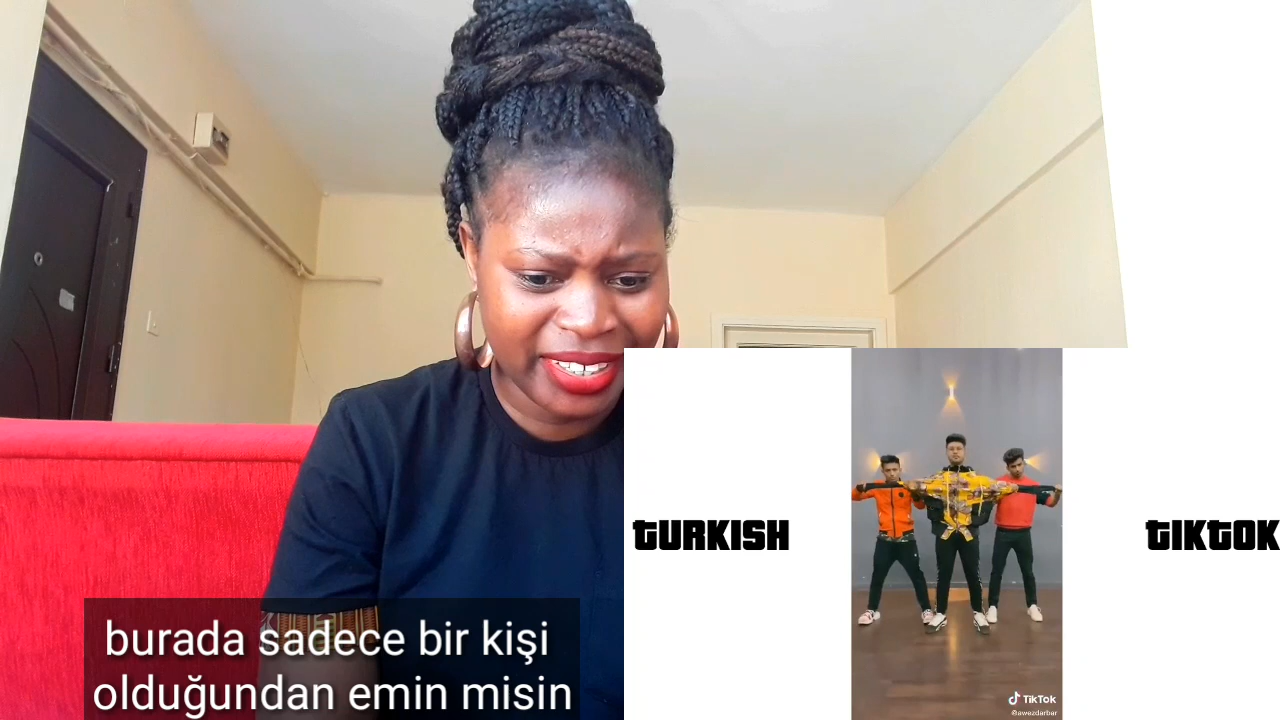 burada sadece bir kişi
olduğundan emin misin
TURKISH
TIKTOK
TikTok
@awezdarbar